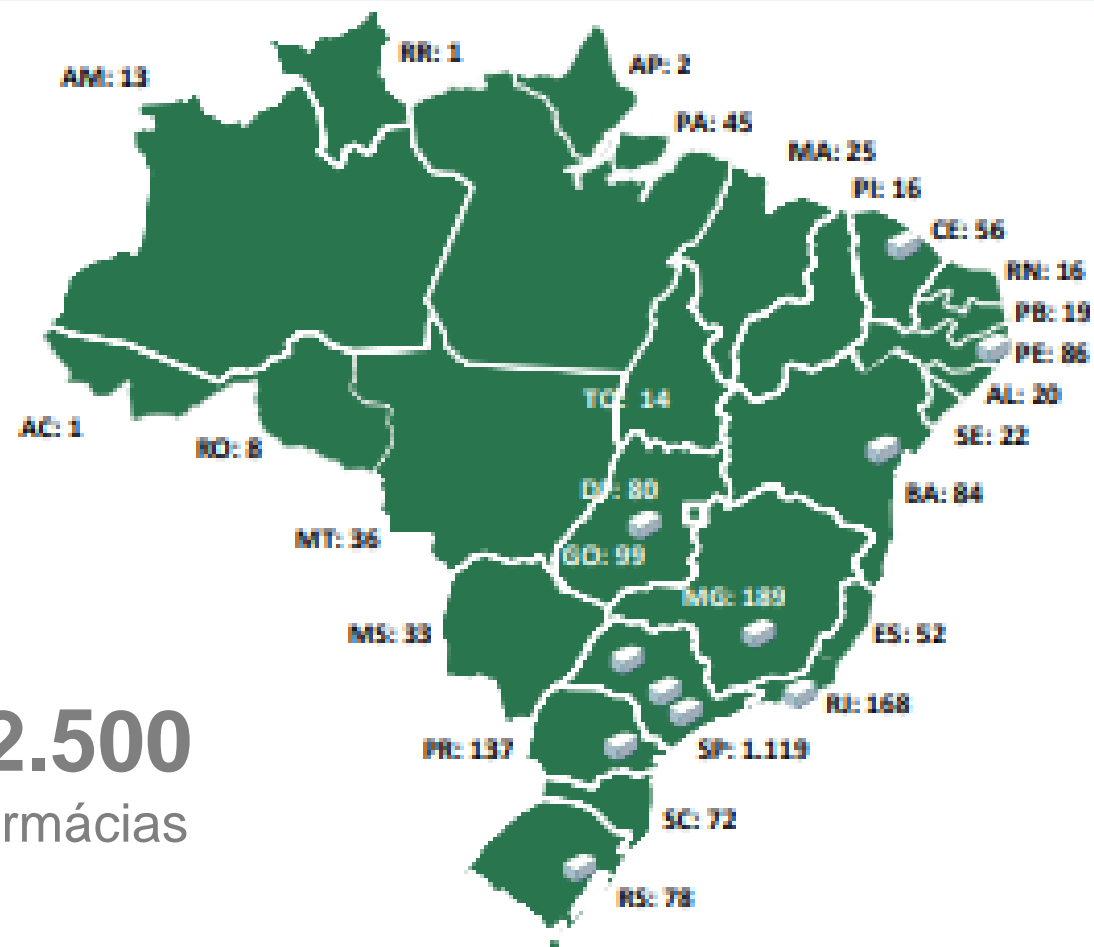 RR: 1
AP: 2
AM: 13
PA: 45
MA: 25
PI: 16
CE: 56
RN: 16
PB: 19
PE: 86
AL: 20
TO: 14
AC: 1
SE: 22
RO: 8
DF: 80
BA: 84
MT: 36
GO: 99
MG: 189
MS: 33
ES: 52
RJ: 168
2.500
PR: 137
SP: 1.119
rmácias
SC: 72
RS: 78